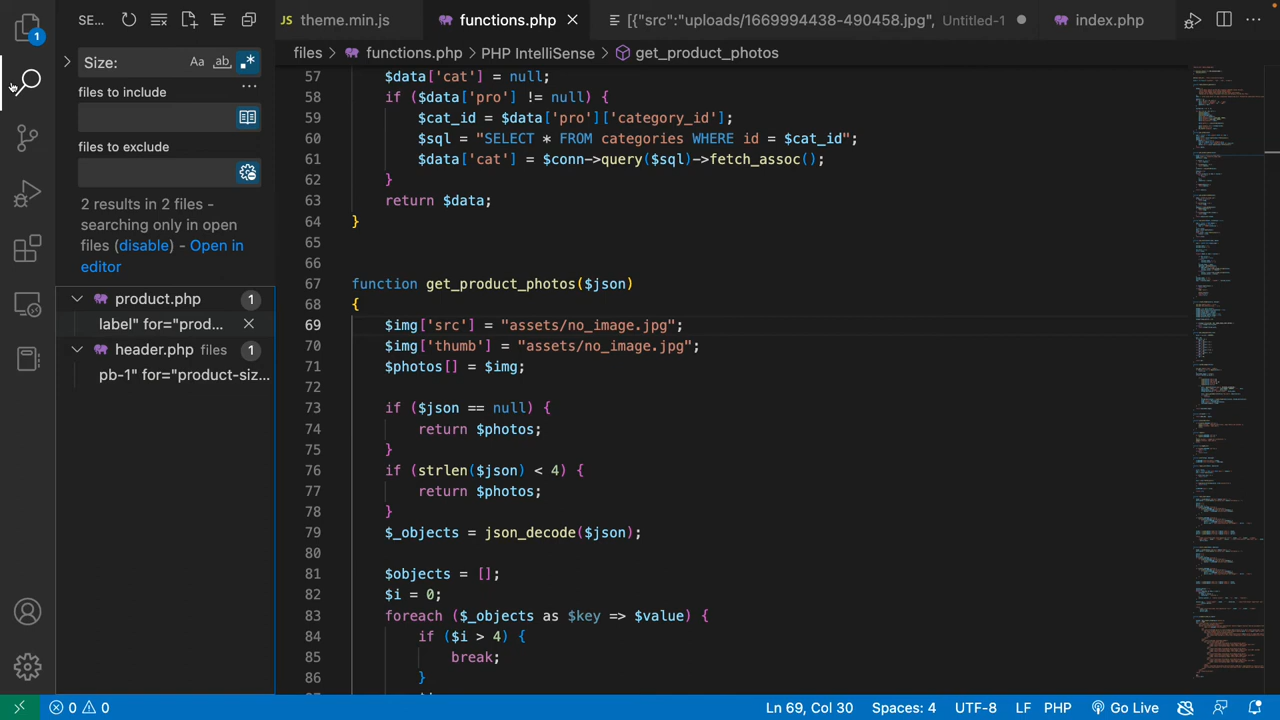 SE...
theme.min.js
functions.php
[{"src":"uploads/1669994438-490458.jpg", Untitled-1
index.php
files > functions.php > PHP IntelliSense > get_product_photos
1
Size:
Aa ab .*
files to include
files to exclude
2 results in 2 files -
searching only in open
files (disable) - Open in
editor
product.php 1
label" for="prod...
header.php files 1
pb-1" for="product-siz...
57 $data['cat'] = null;
58 if ($data['pro'] != null) {
59 $cat_id = $data['pro']['category_id'];
60 $sql = "SELECT * FROM categories WHERE id = $cat_id";
61 $data['cat'] = $conn->query($sql)->fetch_assoc();
62 }
63 return $data;
64 }
65
66
67 function get_product_photos($json)
68 {
69 $img['src'] = "assets/no_image.jpg";
70 $img['thumb'] = "assets/no_image.jpg";
71 $photos[] = $img;
72
73 if ($json == null) {
74 return $photos;
75 }
76 if (strlen($json) < 4) {
77 return $photos;
78 }
79 $_objects = json_decode($json);
80
81 $objects = [];
82 $i = 0;
83 foreach ($_objects as $key => $value) {
84 if ($i > 4) {
85 break;
86 }
0 0
Ln 69, Col 30
Spaces: 4
UTF-8
LF
PHP
Go Live